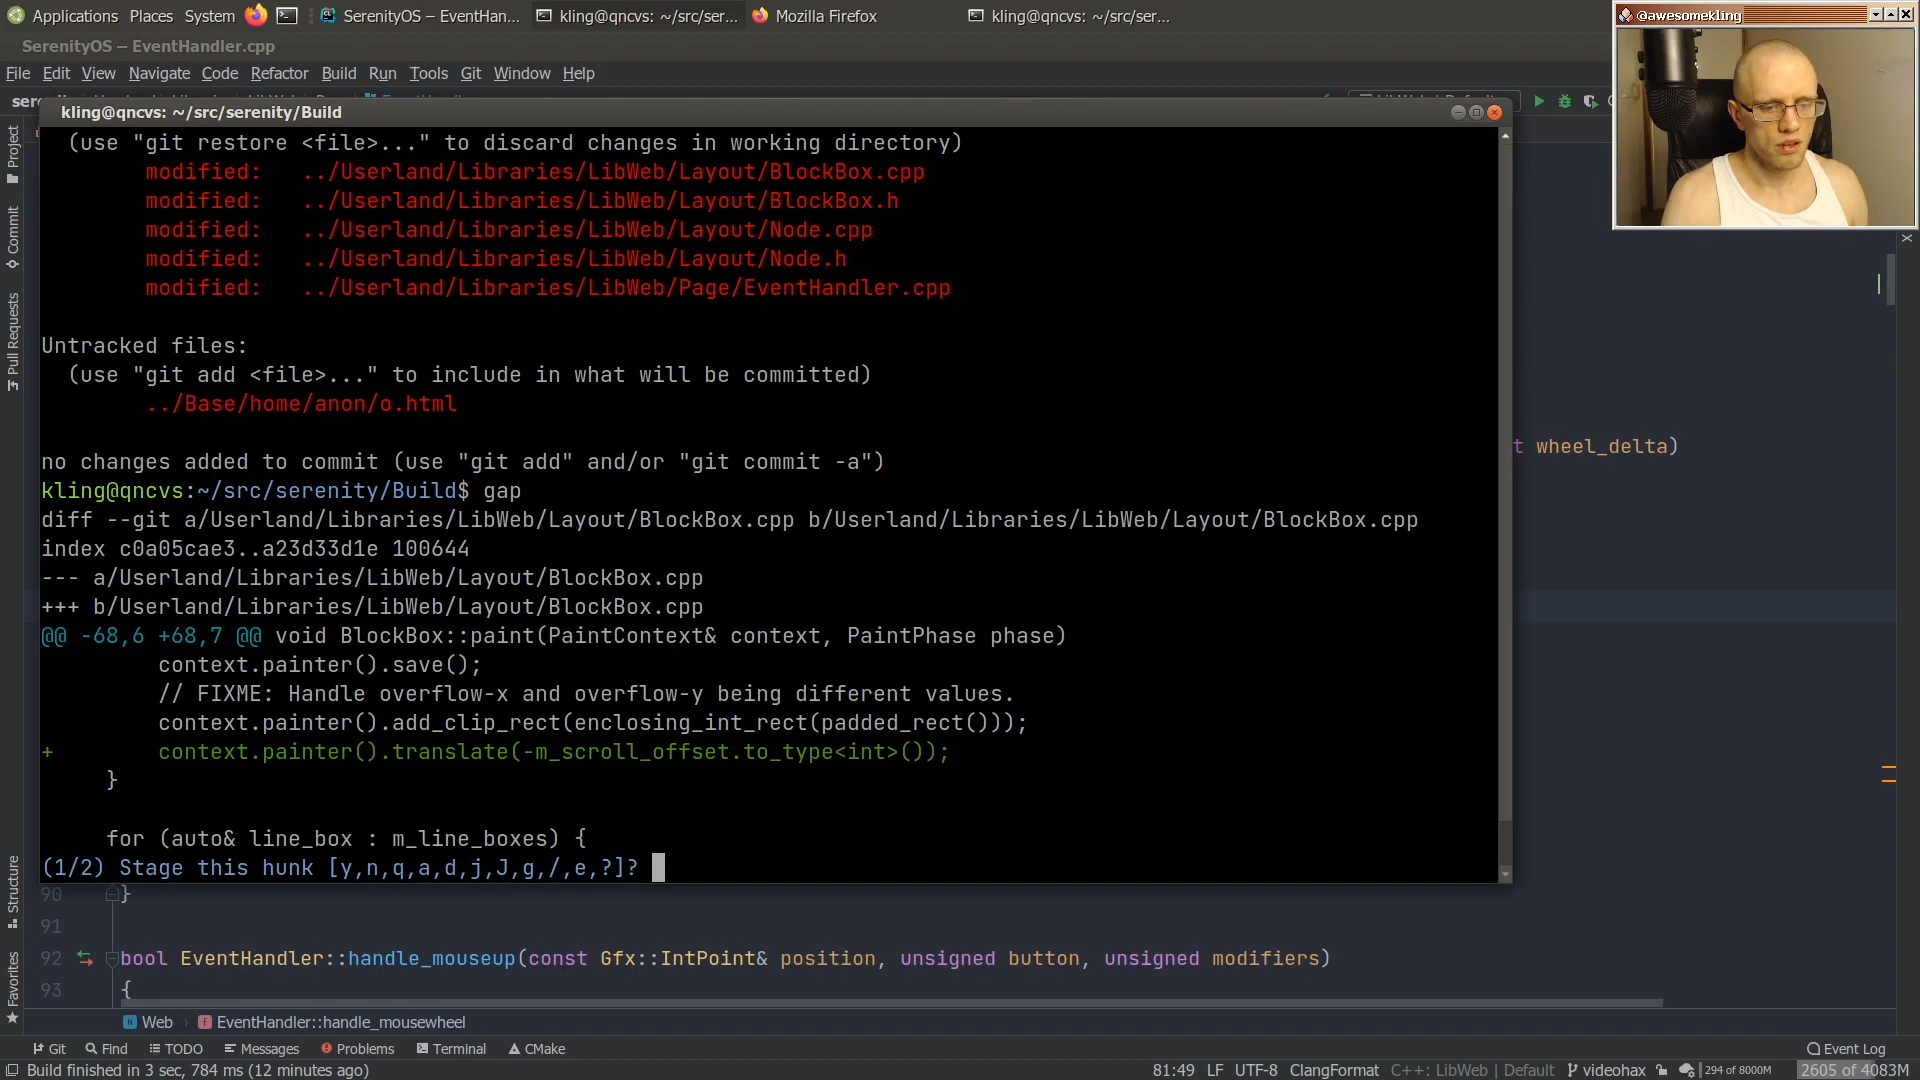 Applications Places System SerenityOS – EventHan... kling@qncvs: ~/src/ser... Mozilla Firefox kling@qncvs: ~/src/ser...
@awesomekling
SerenityOS – EventHandler.cpp
File Edit View Navigate Code Refactor Build Run Tools Git Window Help
kling@qncvs: ~/src/serenity/Build
(use "git restore <file>..." to discard changes in working directory)
modified: ../Userland/Libraries/LibWeb/Layout/BlockBox.cpp
modified: ../Userland/Libraries/LibWeb/Layout/BlockBox.h
modified: ../Userland/Libraries/LibWeb/Layout/Node.cpp
modified: ../Userland/Libraries/LibWeb/Layout/Node.h
modified: ../Userland/Libraries/LibWeb/Page/EventHandler.cpp
Untracked files:
(use "git add <file>..." to include in what will be committed)
../Base/home/anon/o.html
no changes added to commit (use "git add" and/or "git commit -a")
kling@qncvs:~/src/serenity/Build$ gap
diff --git a/Userland/Libraries/LibWeb/Layout/BlockBox.cpp b/Userland/Libraries/LibWeb/Layout/BlockBox.cpp
index c0a05cae3..a23d33d1e 100644
--- a/Userland/Libraries/LibWeb/Layout/BlockBox.cpp
+++ b/Userland/Libraries/LibWeb/Layout/BlockBox.cpp
@@ -68,6 +68,7 @@ void BlockBox::paint(PaintContext& context, PaintPhase phase)
context.painter().save();
// FIXME: Handle overflow-x and overflow-y being different values.
context.painter().add_clip_rect(enclosing_int_rect(padded_rect()));
+ context.painter().translate(-m_scroll_offset.to_type<int>());
}
for (auto& line_box : m_line_boxes) {
(1/2) Stage this hunk [y,n,q,a,d,j,J,g,/,e,?]?
t wheel_delta)
90 }
91
92 bool EventHandler::handle_mouseup(const Gfx::IntPoint& position, unsigned button, unsigned modifiers)
93 {
Project
Commit
Pull Requests
Structure
Favorites
Web EventHandler::handle_mousewheel
Git Find TODO Messages Problems Terminal CMake Event Log
Build finished in 3 sec, 784 ms (12 minutes ago) 81:49 LF UTF-8 ClangFormat C++: LibWeb | Default videohax 294 of 8000M 2605 of 4083M